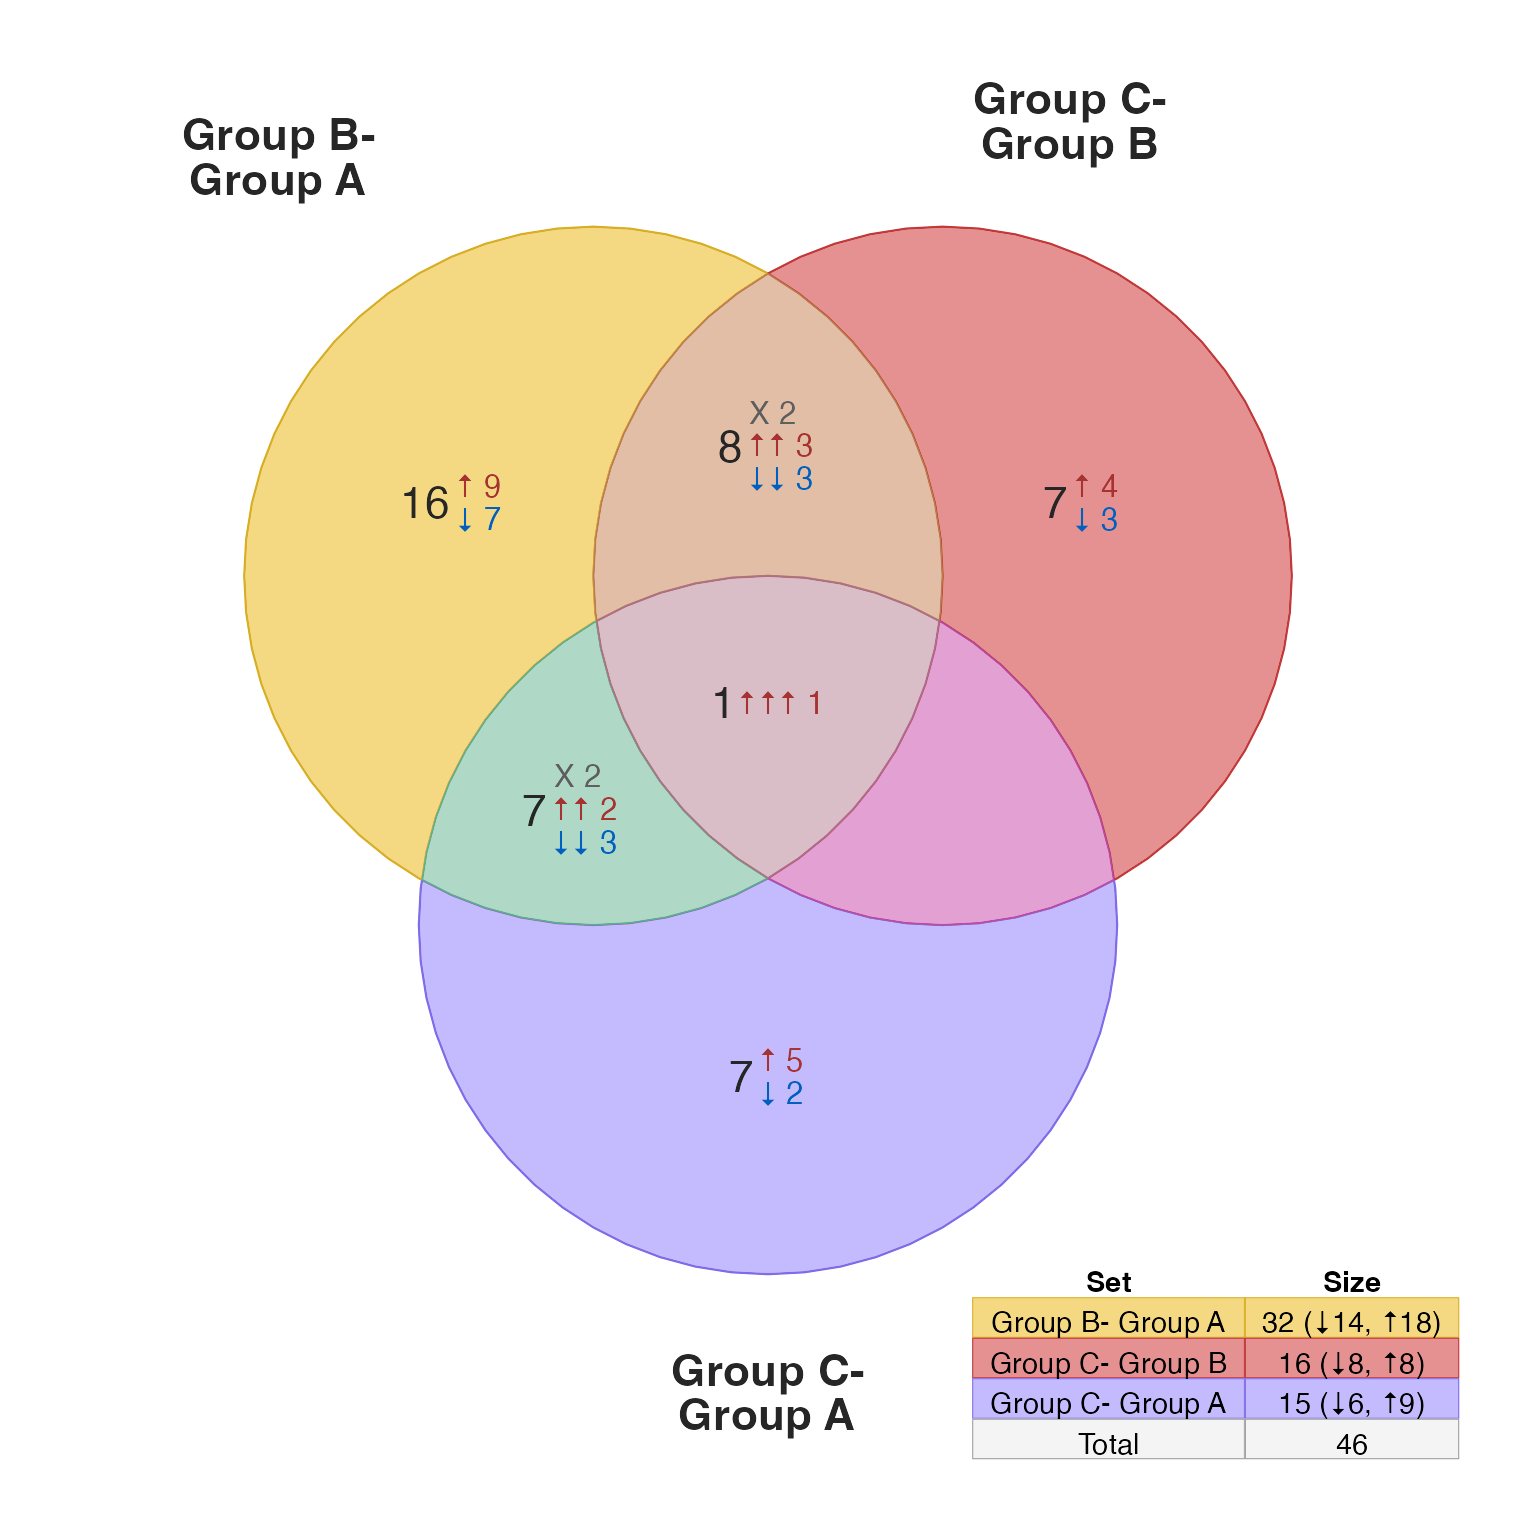 Group C-
Group B
Group B-
Group A
X 2
8 ↑↑ 3
↓↓ 3
16 ↑ 9
↓ 7
7 ↑ 4
↓ 3
1 ↑↑↑ 1
X 2
7 ↑↑ 2
↓↓ 3
7 ↑ 5
↓ 2
Group C-
Group A
Set Size
Group B- Group A 32 (↓14, ↑18)
Group C- Group B 16 (↓8, ↑8)
Group C- Group A 15 (↓6, ↑9)
Total 46